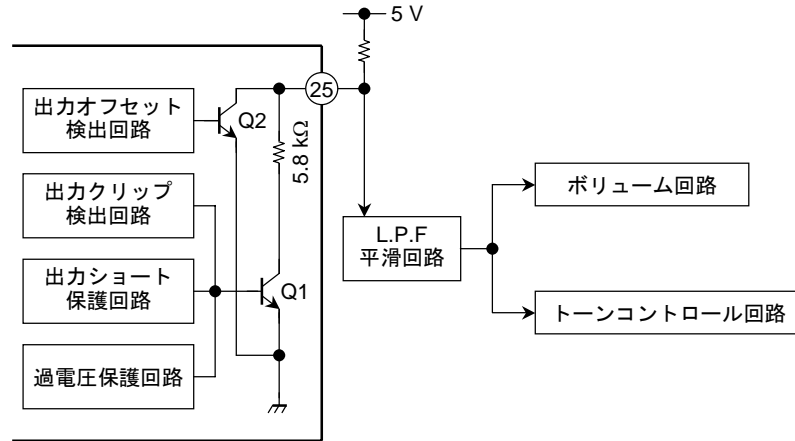 5 V
25
出力オフセット
検出回路
Q2
5.8 kΩ
出力クリップ
検出回路
ボリューム回路
L.P.F
平滑回路
出力ショート
保護回路
Q1
トーンコントロール回路
過電圧保護回路